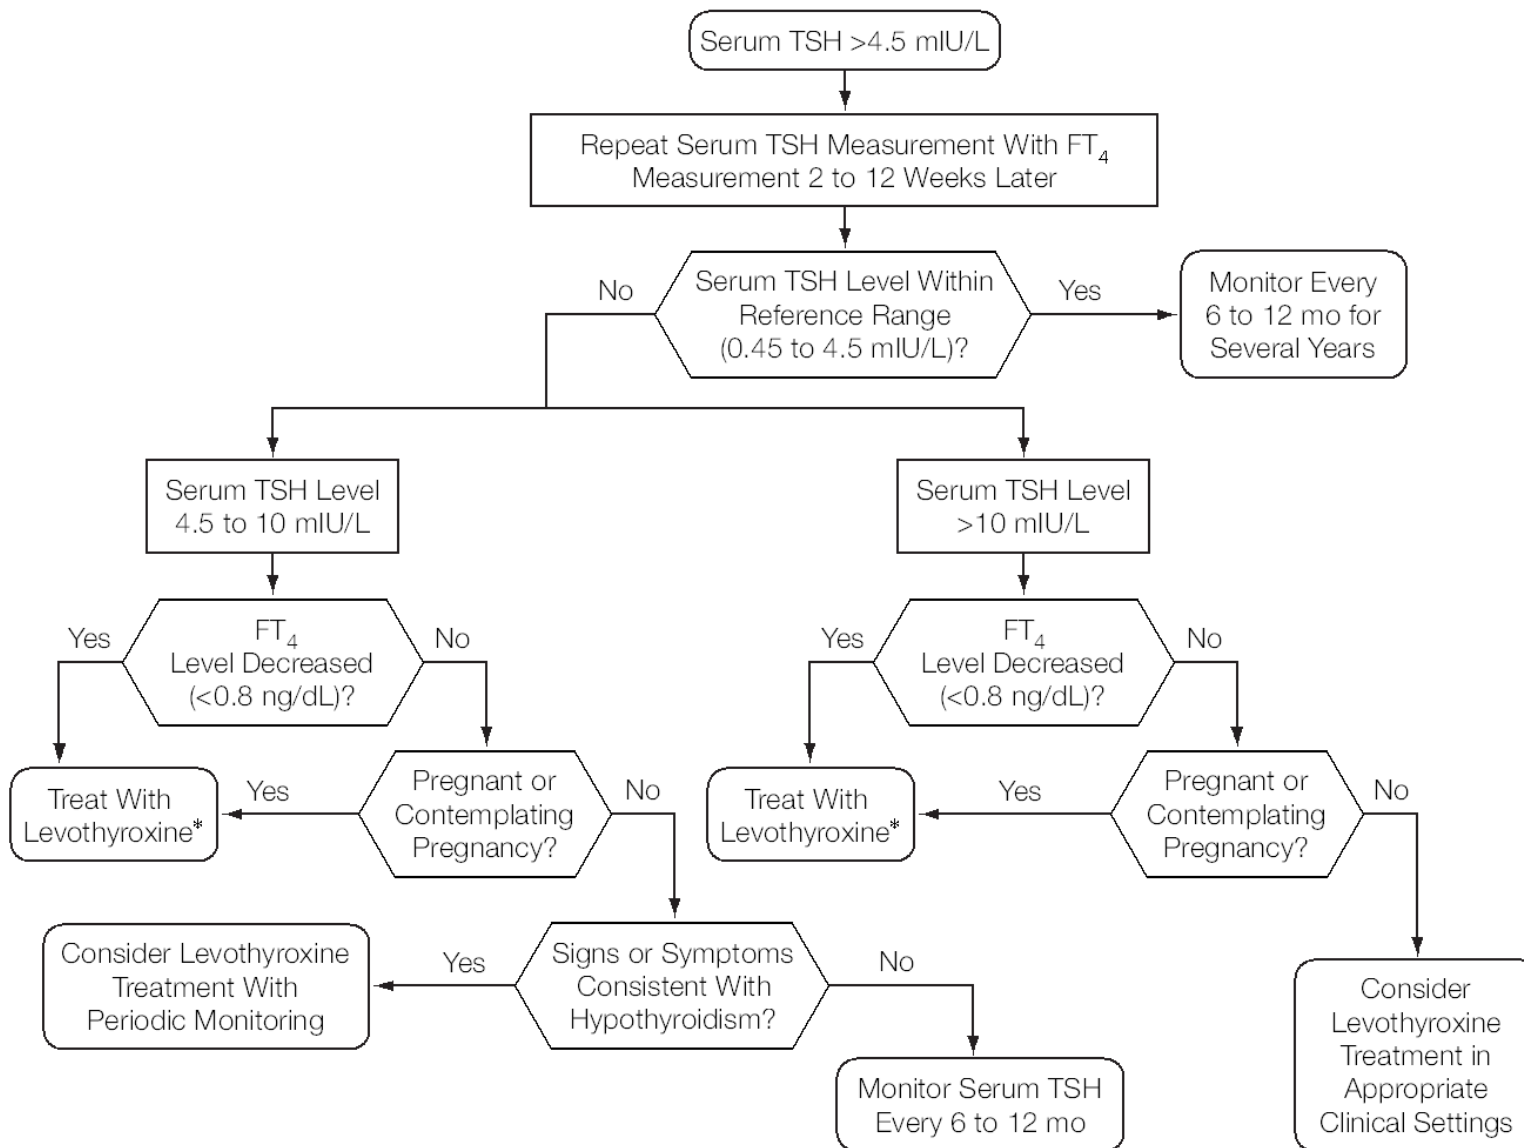 Serum TSH >4.5 mIU/L
Repeat Serum TSH Measurement With FT4
Measurement 2 to 12 Weeks Later
No
Serum TSH Level Within
Reference Range
(0.45 to 4.5 mIU/L)?
Yes
Monitor Every
6 to 12 mo for
Several Years
Serum TSH Level
4.5 to 10 mIU/L
Serum TSH Level
>10 mIU/L
Yes
FT4
Level Decreased
(<0.8 ng/dL)?
No
Yes
FT4
Level Decreased
(<0.8 ng/dL)?
No
Treat With
Levothyroxine*
Yes
Pregnant or
Contemplating
Pregnancy?
No
Treat With
Levothyroxine*
Yes
Pregnant or
Contemplating
Pregnancy?
No
Consider Levothyroxine
Treatment With
Periodic Monitoring
Yes
Signs or Symptoms
Consistent With
Hypothyroidism?
No
Monitor Serum TSH
Every 6 to 12 mo
Consider
Levothyroxine
Treatment in
Appropriate
Clinical Settings